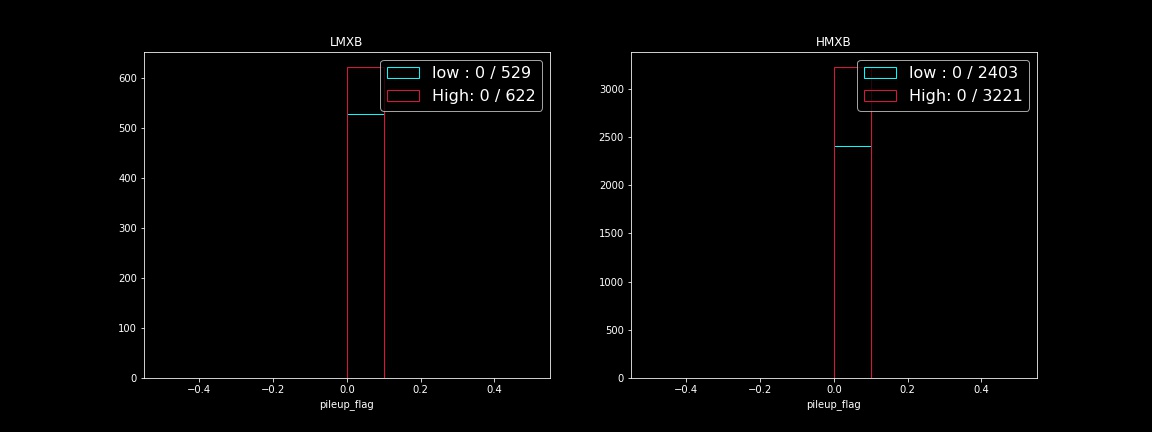 LMXB
low : 0 / 529
High: 0 / 622
600
500
400
300
200
100
0
−0.4 −0.2 0.0 0.2 0.4
pileup_flag
HMXB
low : 0 / 2403
High: 0 / 3221
3000
2500
2000
1500
1000
500
0
−0.4 −0.2 0.0 0.2 0.4
pileup_flag